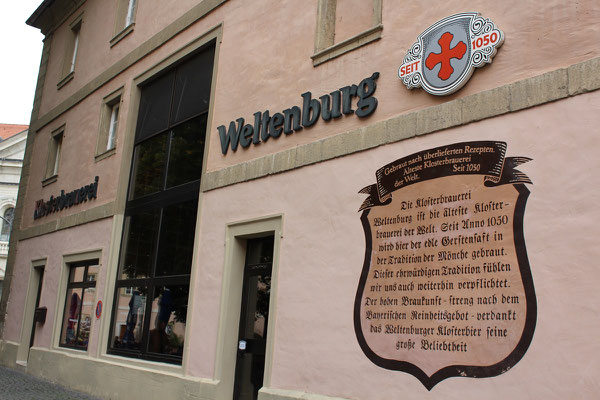 Klosterbrauerei
Weltenburg
SEIT 1050
Gebraut nach überlieferten Rezepten,
Älteste Klosterbrauerei
der Welt. Seit 1050
Die Klosterbrauerei
Weltenburg ist die älteste Kloster-
brauerei der Welt. Seit Anno 1050
wird hier der edle Gerstensaft in
der Tradition der Mönche gebraut.
Dieser ehrwürdigen Tradition fühlen
wir uns auch weiterhin verpflichtet.
Der hohen Braukunst - streng nach dem
Bayerischen Reinheitsgebot - verdankt
das Weltenburger Klosterbier seine
große Beliebtheit